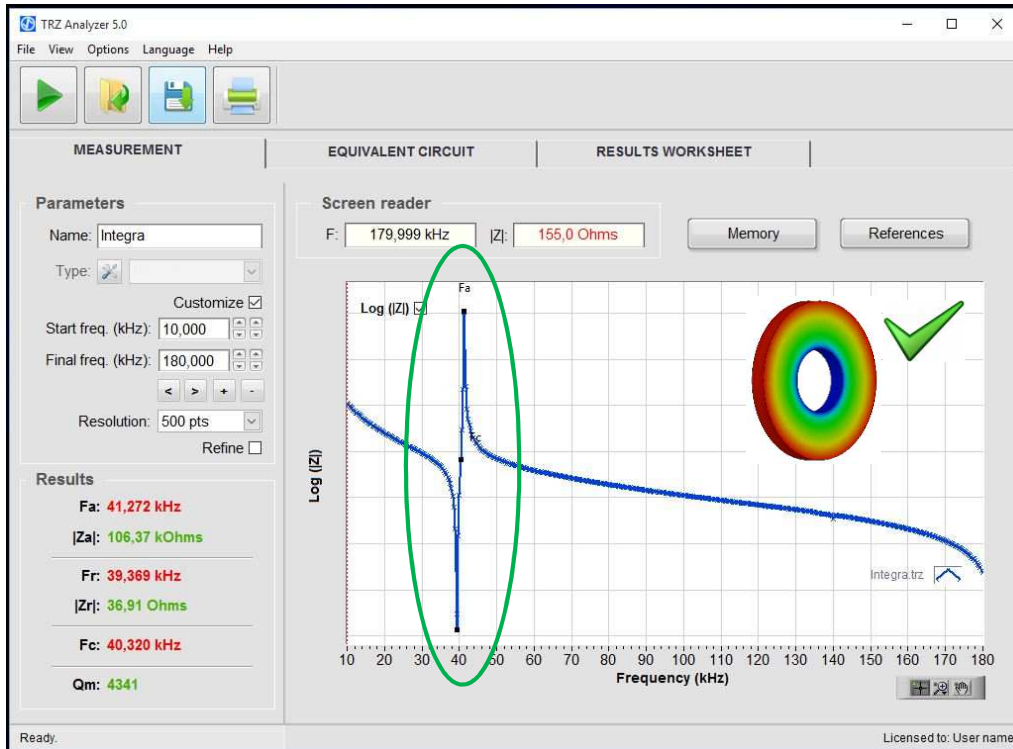 TRZ Analyzer 5.0
File View Options Language Help
MEASUREMENT EQUIVALENT CIRCUIT RESULTS WORKSHEET
Parameters
Name: Integra
Type:
Customize
Start freq. (kHz): 10,000
Final freq. (kHz): 180,000
< > + -
Resolution: 500 pts
Refine
Results
Fa: 41,272 kHz
|Za|: 106,37 kOhms
Fr: 39,369 kHz
|Zr|: 36,91 Ohms
Fc: 40,320 kHz
Qm: 4341
Screen reader
F: 179,999 kHz |Z|: 155,0 Ohms
Memory References
Fa
Log (|Z|)
Log (|Z|)
Integra.trz
10 20 30 40 50 60 70 80 90 100 110 120 130 140 150 160 170 180
Frequency (kHz)
Ready. Licensed to: User name